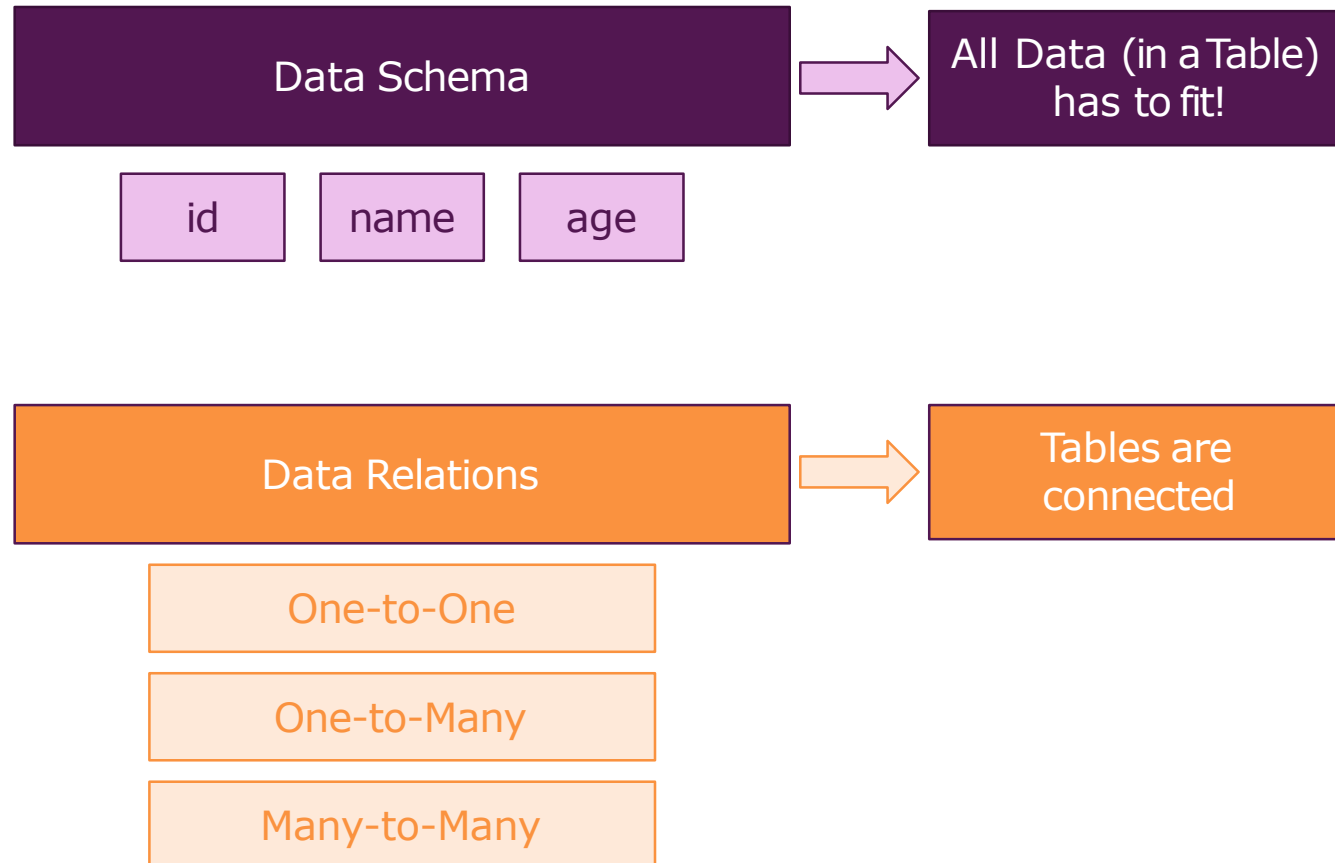 Data Schema
All Data (in a Table)
has to fit!
id
name
age
Data Relations
Tables are
connected
One-to-One
One-to-Many
Many-to-Many